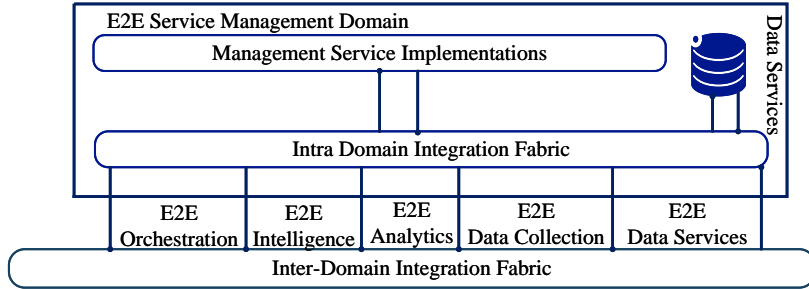 E2E Service Management Domain
Management Service Implementations
Data Services
Intra Domain Integration Fabric
E2E
Orchestration
E2E
Intelligence
E2E
Analytics
E2E
Data Collection
E2E
Data Services
Inter-Domain Integration Fabric